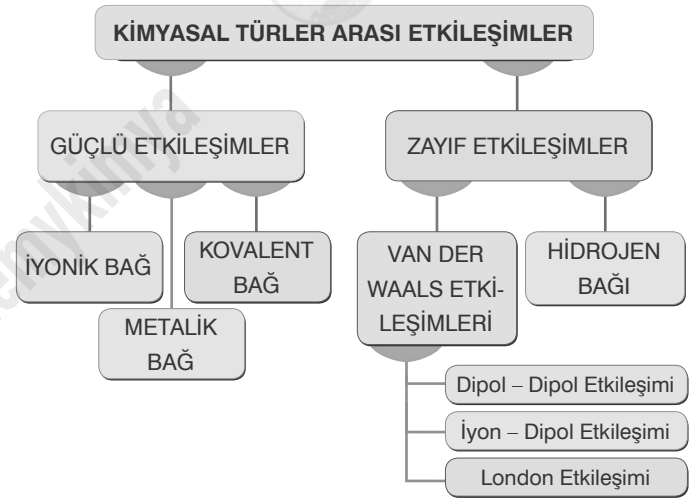 KİMYASAL TÜRLER ARASI ETKİLEŞİMLER
GÜÇLÜ ETKİLEŞİMLER
ZAYIF ETKİLEŞİMLER
İYONİK BAĞ
METALİK
BAĞ
KOVALENT
BAĞ
VAN DER
WAALS ETKİ-
LEŞİMLERİ
HİDROJEN
BAĞI
Dipol – Dipol Etkileşimi
İyon – Dipol Etkileşimi
London Etkileşimi